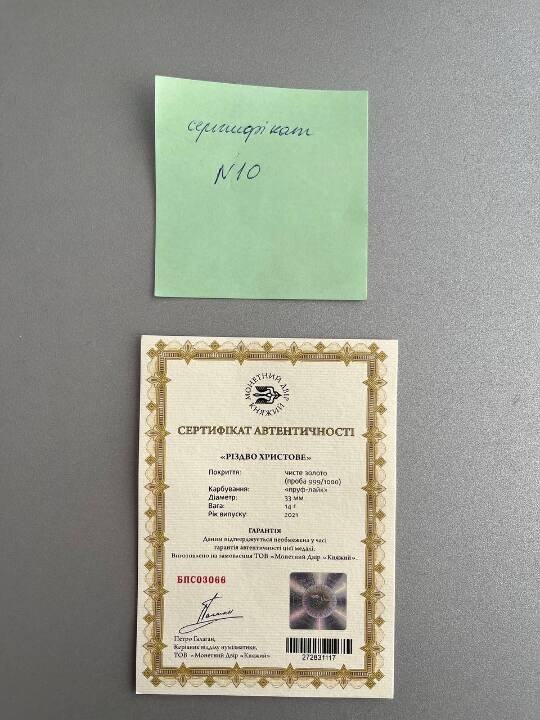 сертифікат
N10
МОНЕТНИЙ ДВІР
КНЯЖИЙ
СЕРТИФІКАТ АВТЕНТИЧНОСТІ
«РІЗДВО ХРИСТОВЕ»
Покриття: чисте золото
(проба 999/1000)
Карбування: «пруф-лайк»
Діаметр: 33 мм
Вага: 14 г
Рік випуску: 2021
ГАРАНТІЯ
Даним підтверджується необмежена у часі
гарантія автентичності цієї медалі.
Виготовлено на замовлення ТОВ «Монетний Двір «Княжий».
БПС03066
Петро Галаган,
Керівник відділу нумізматики,
ТОВ «Монетний Двір «Княжий»
272831117